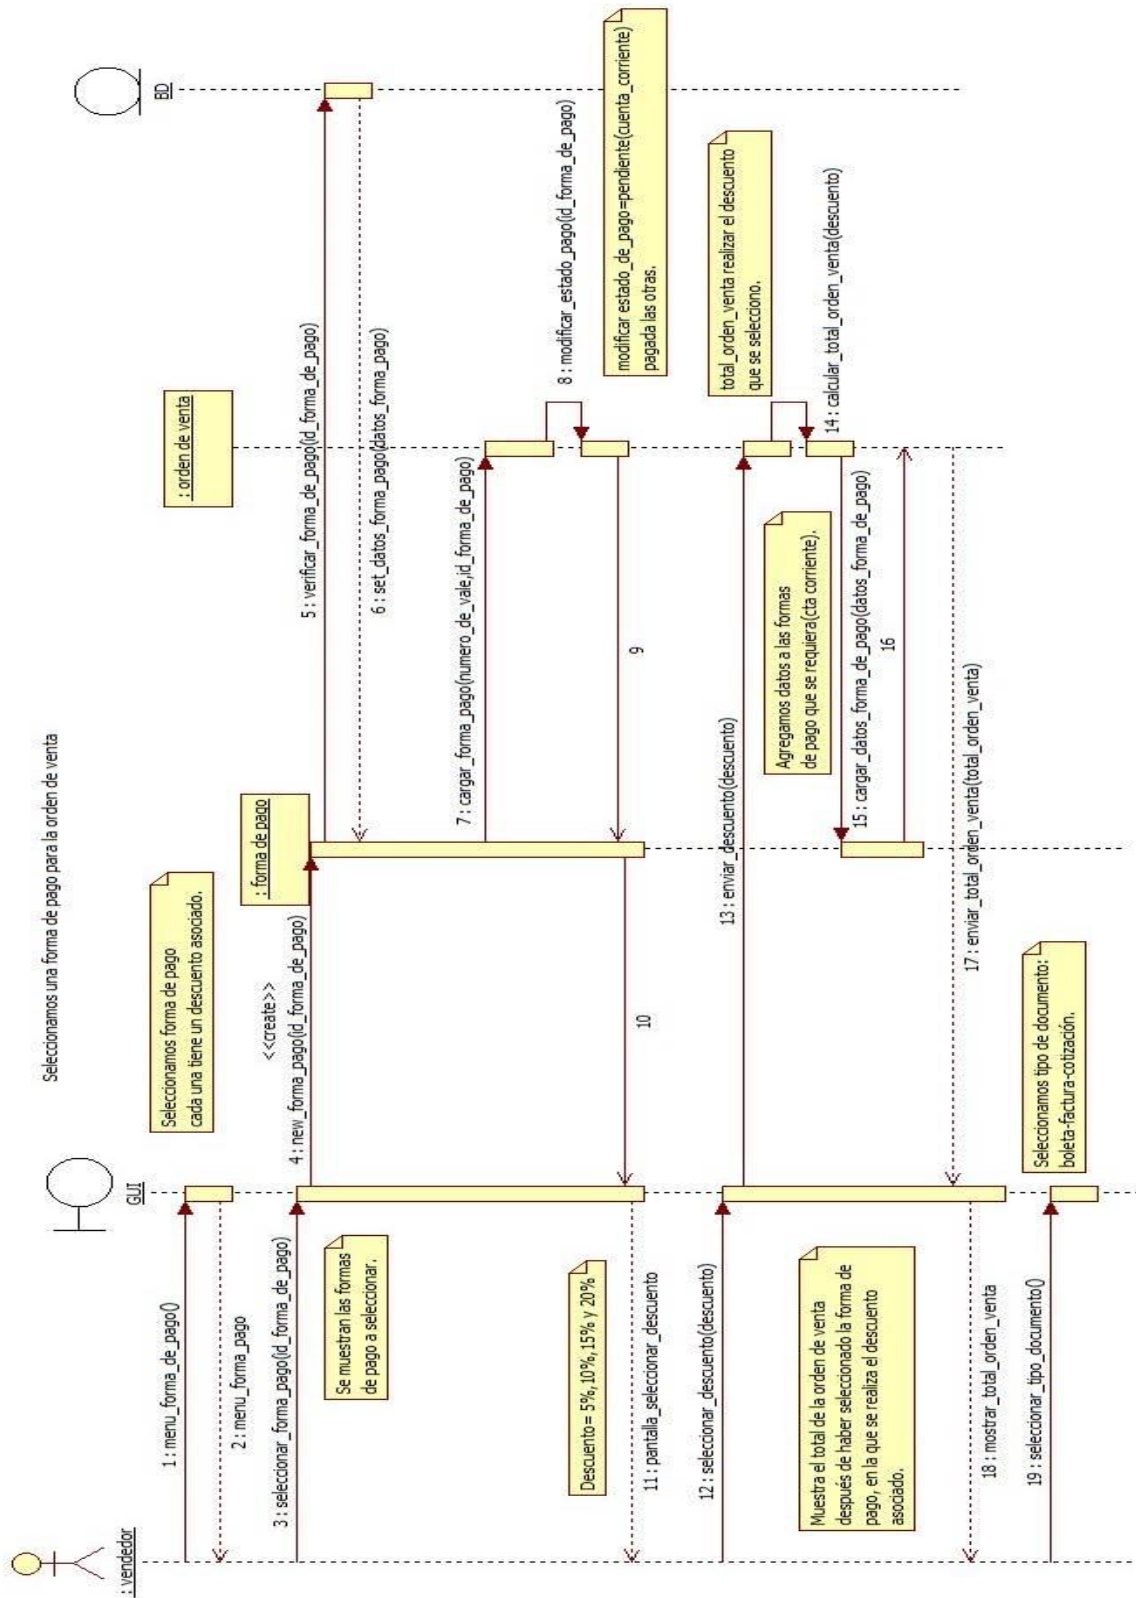 Seleccionamos una forma de pago para la orden de venta
: vendedor
GUI
: forma de pago
: orden de venta
BD
Seleccionamos forma de pago
cada una tiene un descuento asociado.
1 : menu_forma_de_pago()
2 : menu_forma_pago
3 : seleccionar_forma_pago(id_forma_de_pago)
<<create>>
4 : new_forma_pago(id_forma_de_pago)
5 : verificar_forma_de_pago(id_forma_de_pago)
Se muestran las formas
de pago a seleccionar.
6 : set_datos_forma_pago(datos_forma_pago)
7 : cargar_forma_pago(numero_de_vale,id_forma_de_pago)
8 : modificar_estado_pago(id_forma_de_pago)
modificar estado_de_pago=pendiente(cuenta_corriente)
pagada las otras.
9
10
Descuento= 5%,10%,15% y 20%
11 : pantalla_seleccionar_descuento
12 : seleccionar_descuento(descuento)
13 : enviar_descuento(descuento)
total_orden_venta realizar el descuento
que se selecciono.
14 : calcular_total_orden_venta(descuento)
Agregamos datos a las formas
de pago que se requiera(cta corriente).
15 : cargar_datos_forma_de_pago(datos_forma_de_pago)
16
Muestra el total de la orden de venta
después de haber seleccionado la forma de
pago, en la que se realiza el descuento
asociado.
17 : enviar_total_orden_venta(total_orden_venta)
18 : mostrar_total_orden_venta
19 : seleccionar_tipo_documento()
Seleccionamos tipo de documento:
boleta-factura-cotización.